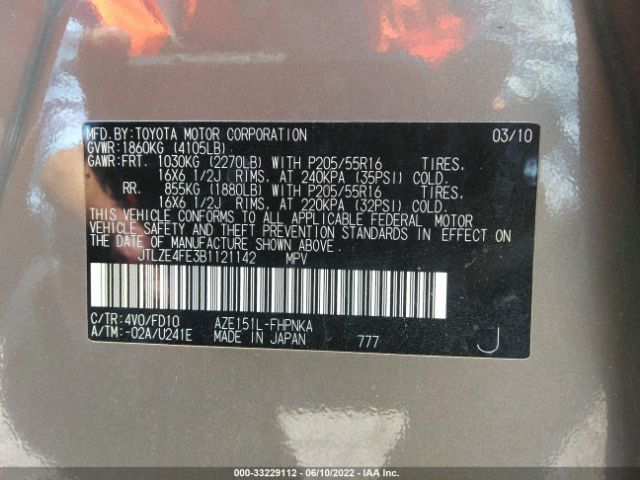 MFD.BY:TOYOTA MOTOR CORPORATION 03/10
GVWR:1860KG (4105LB)
GAWR:FRT. 1030KG (2270LB) WITH P205/55R16 TIRES,
16X6 1/2J RIMS, AT 240KPA (35PSI) COLD.
RR. 855KG (1880LB) WITH P205/55R16 TIRES,
16X6 1/2J RIMS, AT 220KPA (32PSI) COLD.
THIS VEHICLE CONFORMS TO ALL APPLICABLE FEDERAL MOTOR
VEHICLE SAFETY AND THEFT PREVENTION STANDARDS IN EFFECT
ON THE DATE OF MANUFACTURE SHOWN ABOVE.
JTLZE4FE3B1121142 MPV
C/TR:4V0/FD10 AZE151L-FHPNKA
A/TM:-02A/U241E MADE IN JAPAN 777 J
000-33229112 - 06/10/2022 - IAA Inc.